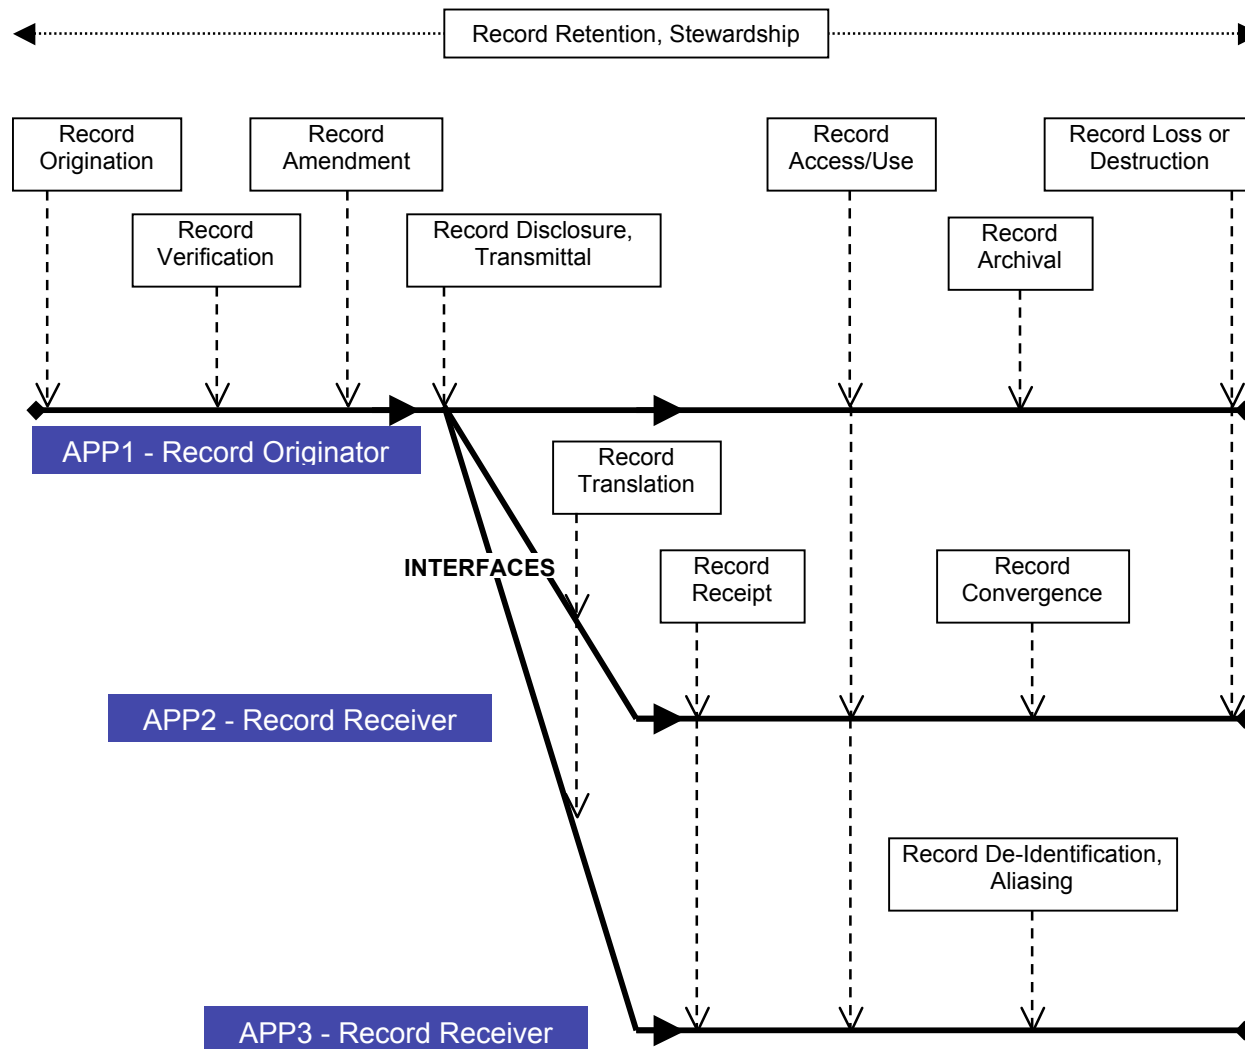 Record Retention, Stewardship
Record
Origination
Record
Amendment
Record
Access/Use
Record Loss or
Destruction
Record
Verification
Record Disclosure,
Transmittal
Record
Archival
APP1 - Record Originator
Record
Translation
INTERFACES
Record
Receipt
Record
Convergence
APP2 - Record Receiver
Record De-Identification,
Aliasing
APP3 - Record Receiver